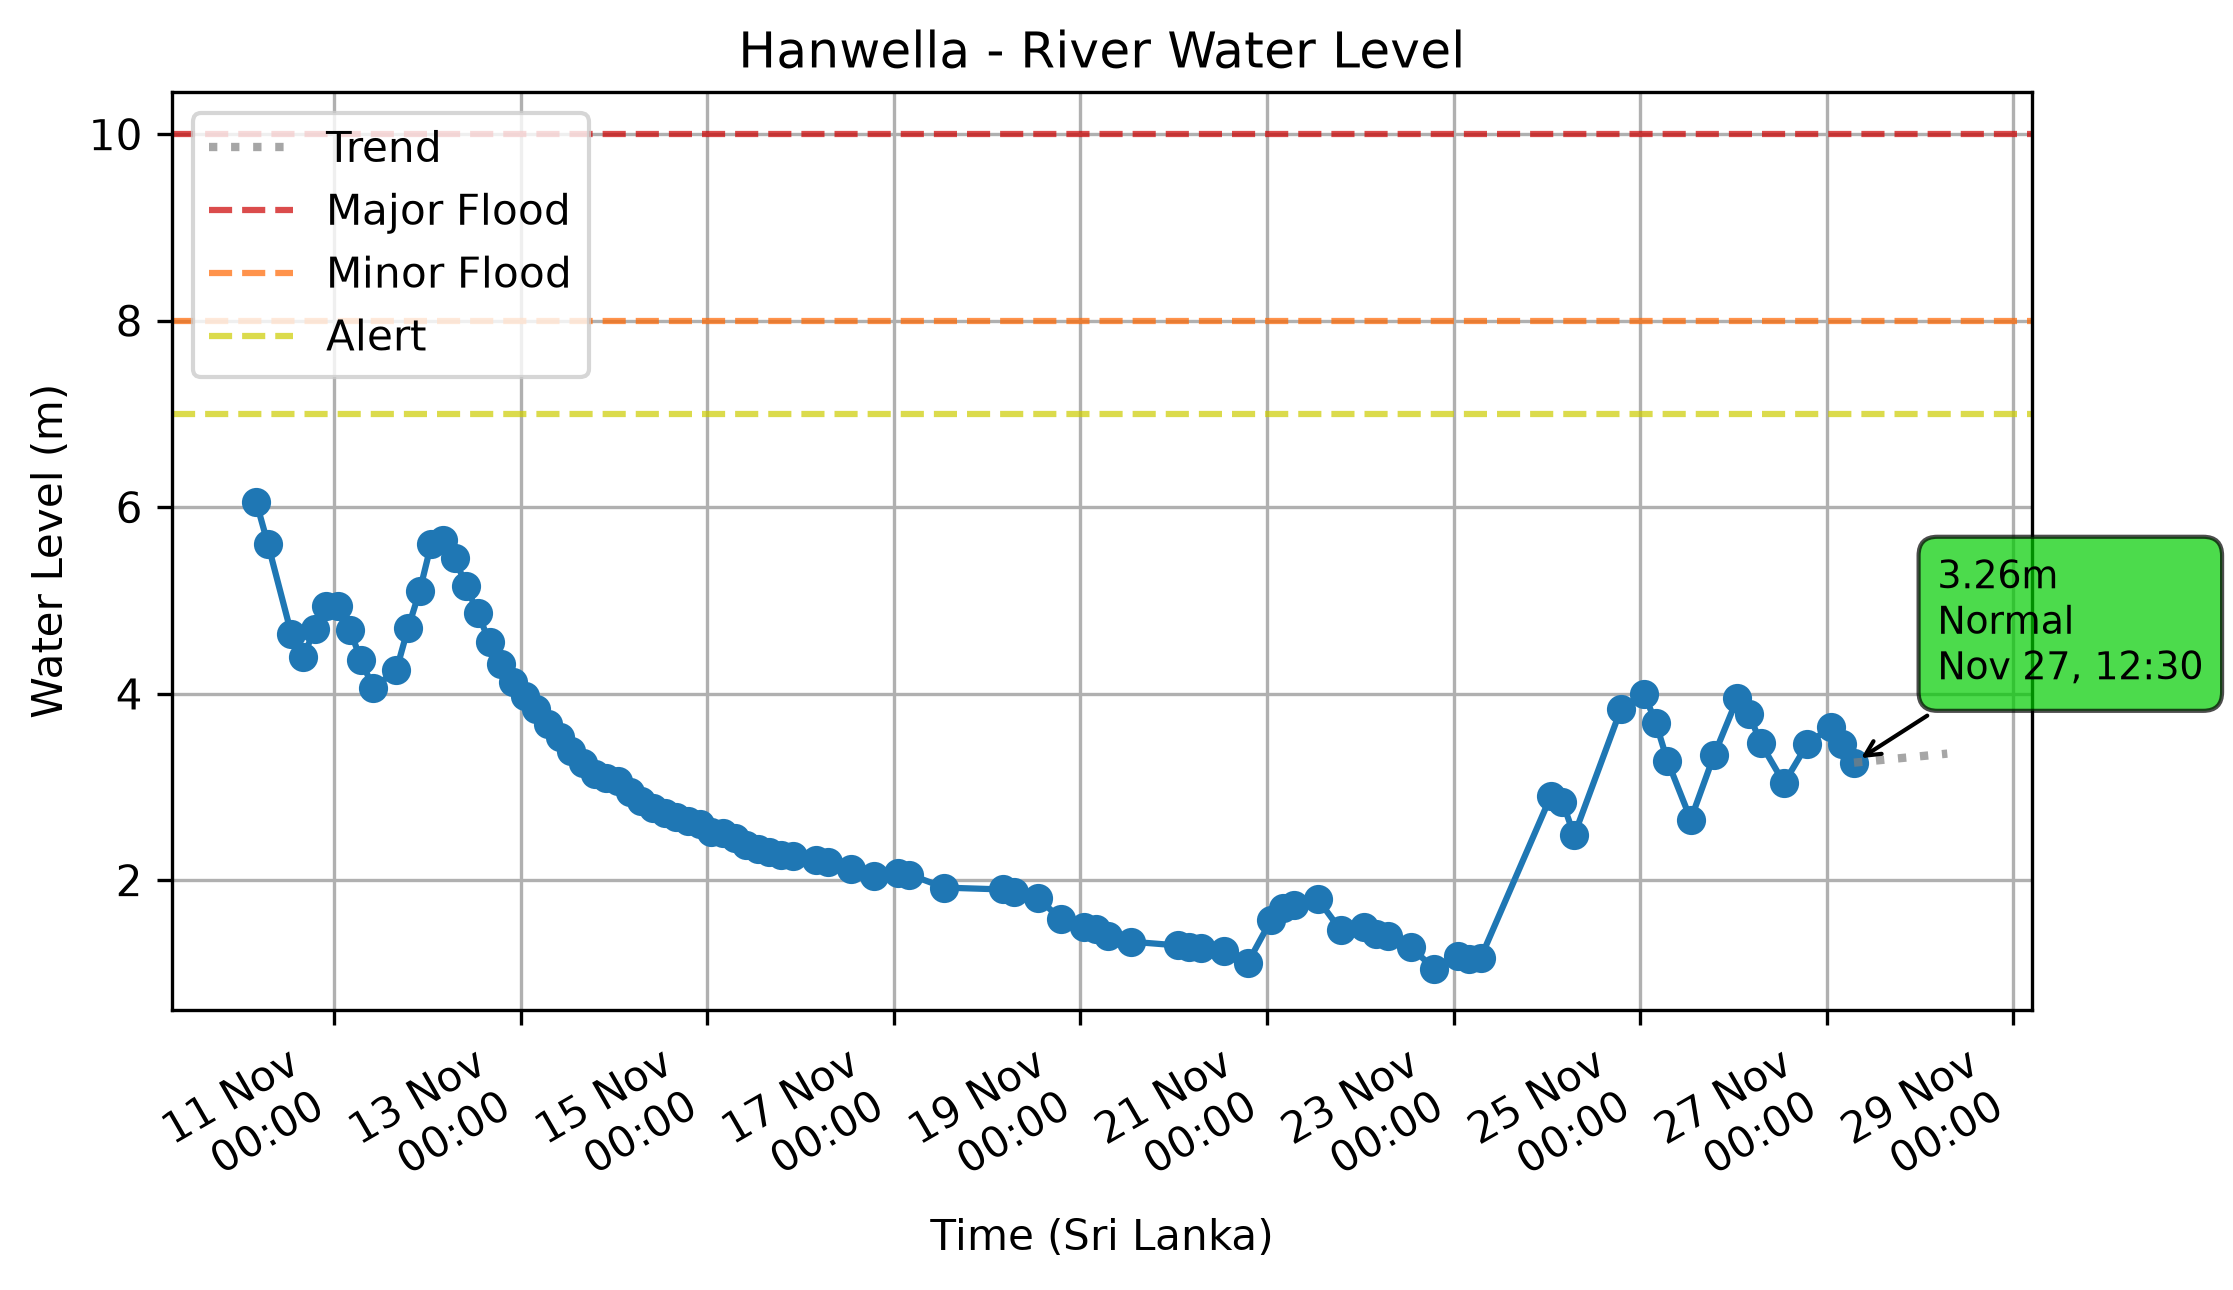 Hanwella - River Water Level
10
8
6
4
2
Water Level (m)
Trend
Major Flood
Minor Flood
Alert
3.26m
Normal
Nov 27, 12:30
11 Nov
00:00
13 Nov
00:00
15 Nov
00:00
17 Nov
00:00
19 Nov
00:00
21 Nov
00:00
23 Nov
00:00
25 Nov
00:00
27 Nov
00:00
29 Nov
00:00
Time (Sri Lanka)